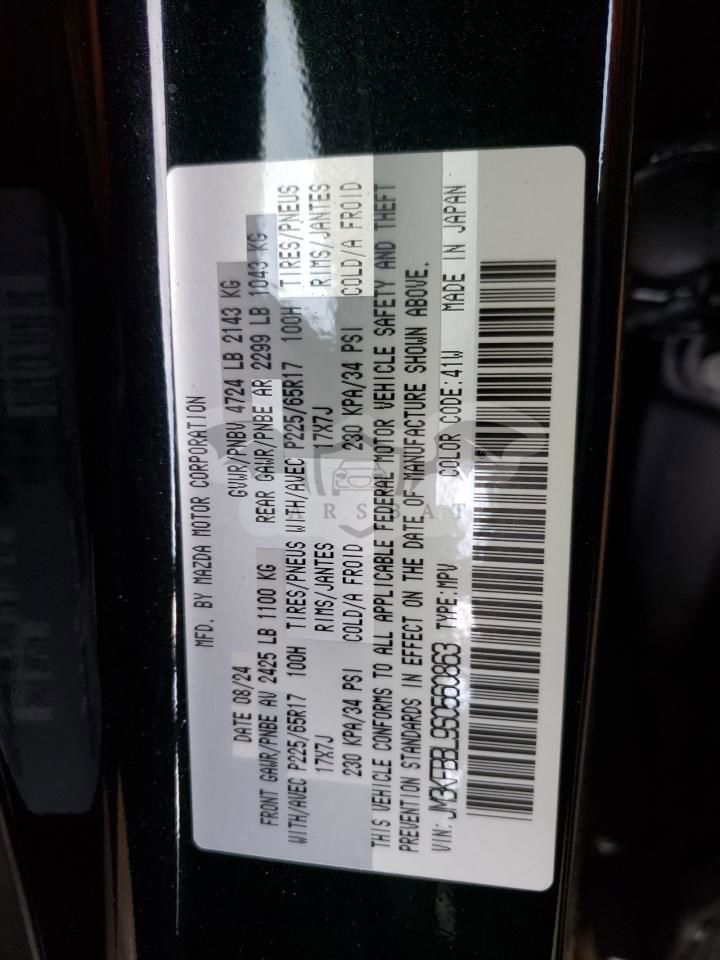 MFD. BY MAZDA MOTOR CORPORATION
DATE 08/24 GVWR/PNBV 4724 LB 2143 KG
FRONT GAWR/PNBE AV 2425 LB 1100 KG REAR GAWR/PNBE AR 2299 LB 1043 KG
WITH/AVEC P225/65R17 100H TIRES/PNEUS WITH/AVEC P225/65R17 100H TIRES/PNEUS
17X7J RIMS/JANTES 17X7J RIMS/JANTES
230 KPA/34 PSI COLD/A FROID 230 KPA/34 PSI COLD/A FROID
THIS VEHICLE CONFORMS TO ALL APPLICABLE FEDERAL MOTOR VEHICLE SAFETY AND THEFT
PREVENTION STANDARDS IN EFFECT ON THE DATE OF MANUFACTURE SHOWN ABOVE.
VIN: JM3KFBBL9S0560863 TYPE:MPV COLOR CODE:41W MADE IN JAPAN